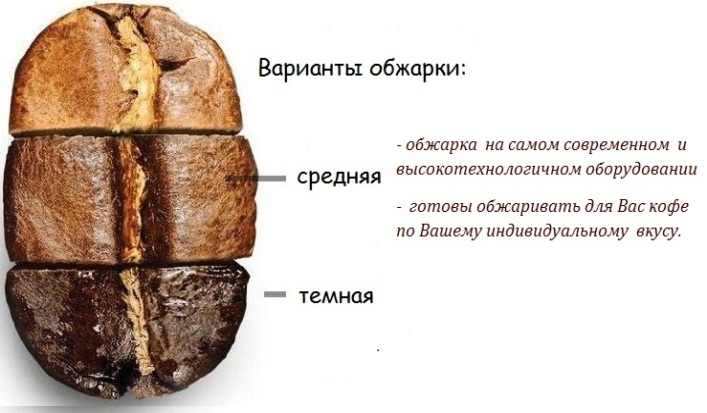 Варианты обжарки:
- обжарка на самом современном и
высокотехнологичном оборудовании
средняя
- готовы обжаривать для Вас кофе
по Вашему индивидуальному вкусу.
темная